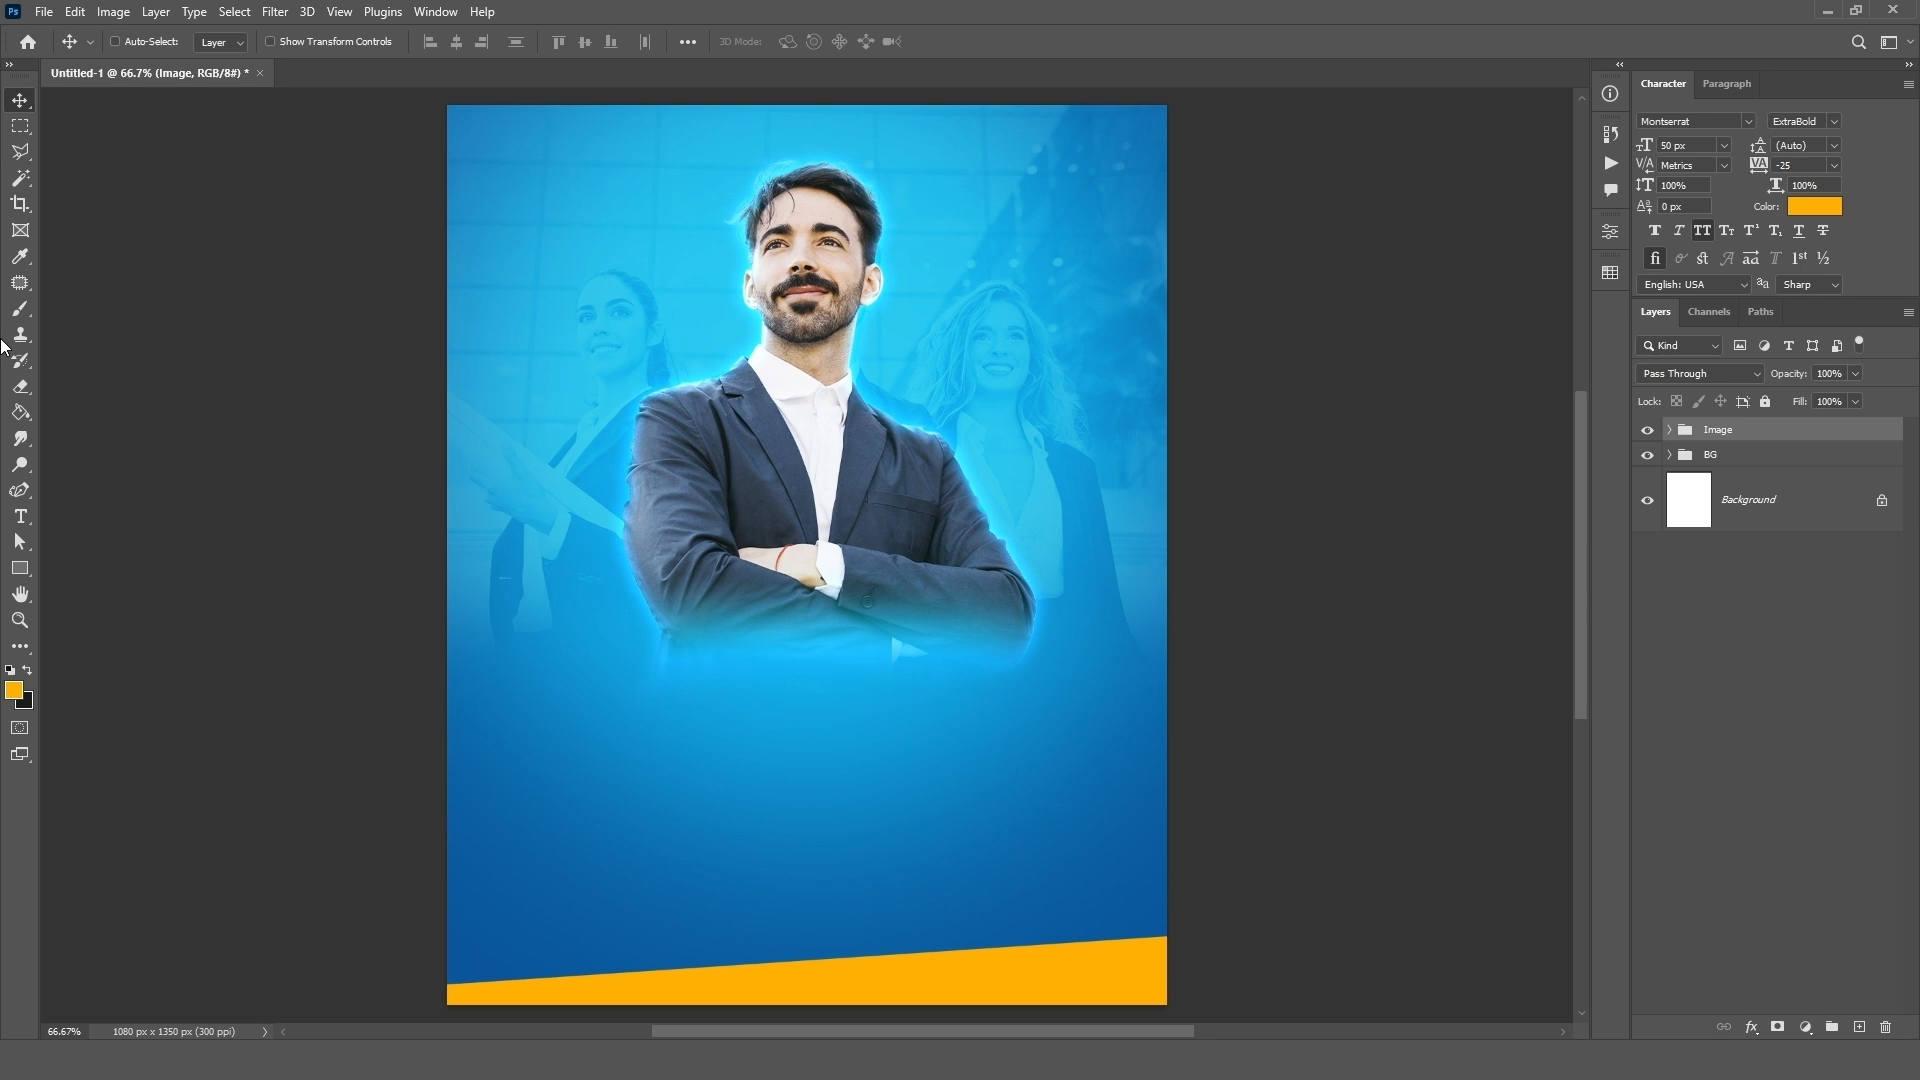 Ps File Edit Image Layer Type Select Filter 3D View Plugins Window Help
Auto-Select: Layer Show Transform Controls 3D Mode:
Untitled-1 @ 66.7% (Image, RGB/8#) *
Character Paragraph
Montserrat ExtraBold
50 px (Auto)
Metrics -25
100% 100%
0 px Color:
English: USA Sharp
Layers Channels Paths
Kind
Pass Through Opacity: 100%
Lock: Fill: 100%
Image
BG
Background
66.67% 1080 px x 1350 px (300 ppi)